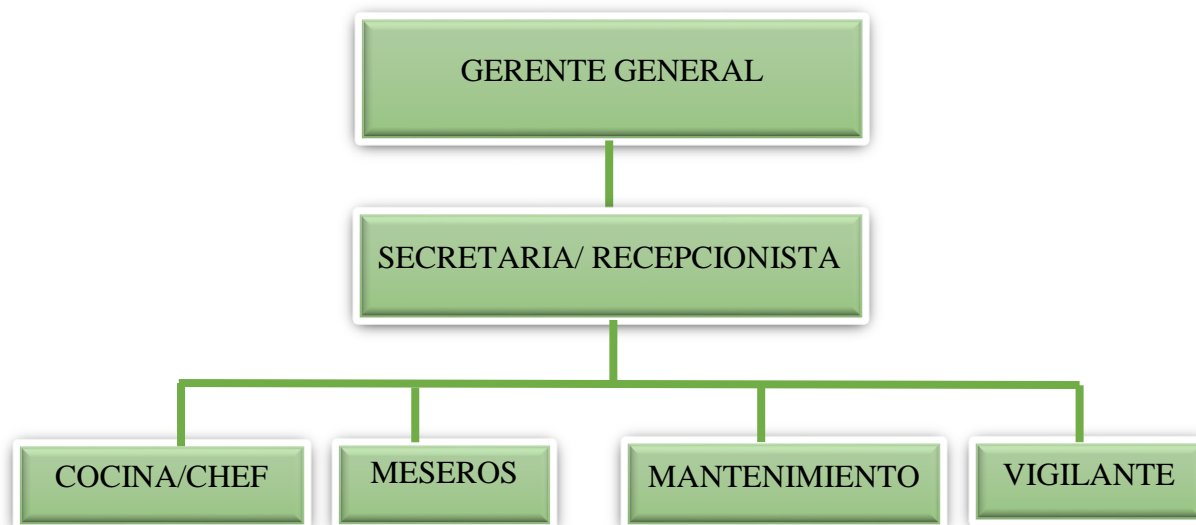 GERENTE GENERAL
SECRETARIA/ RECEPCIONISTA
COCINA/CHEF
MESEROS
MANTENIMIENTO
VIGILANTE